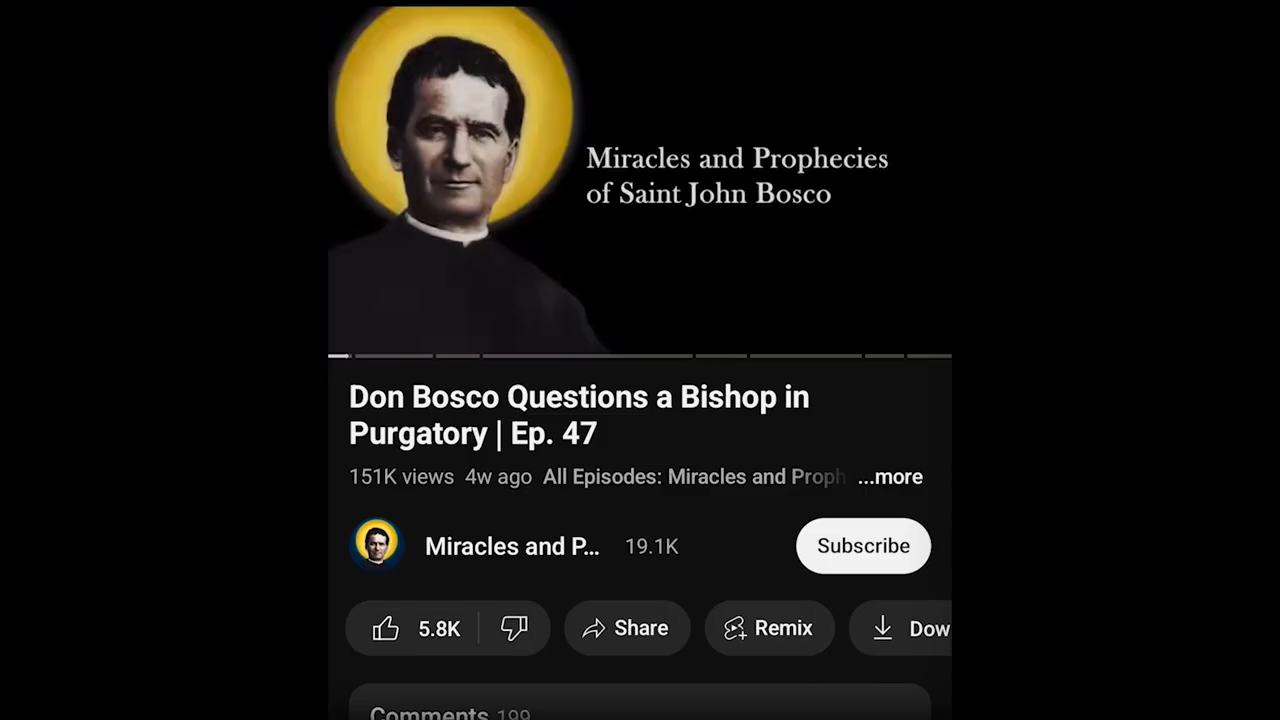 Miracles and Prophecies
of Saint John Bosco
Don Bosco Questions a Bishop in
Purgatory | Ep. 47
151K views 4w ago All Episodes: Miracles and Proph ...more
Miracles and P... 19.1K Subscribe
5.8K Share Remix Dow
Comments 199